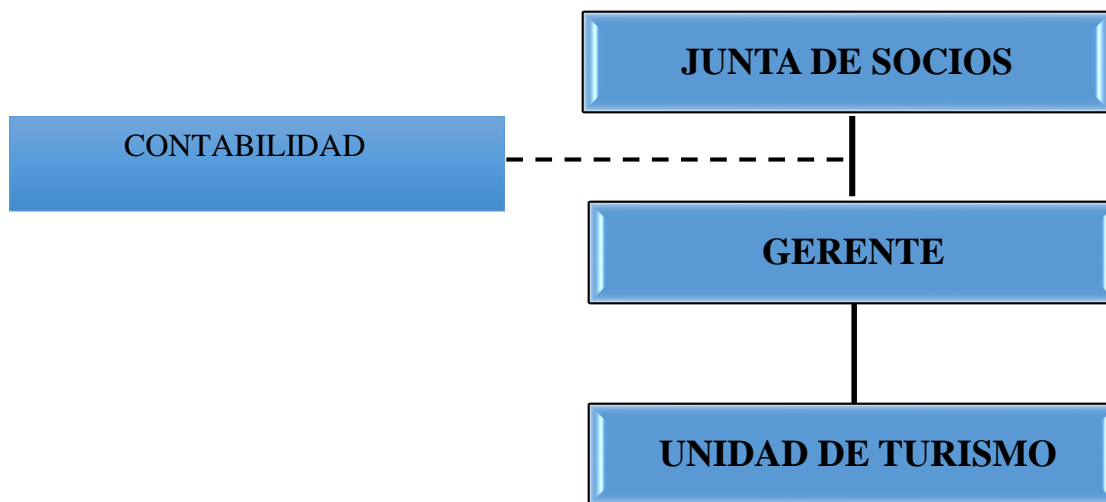 JUNTA DE SOCIOS
CONTABILIDAD
GERENTE
UNIDAD DE TURISMO